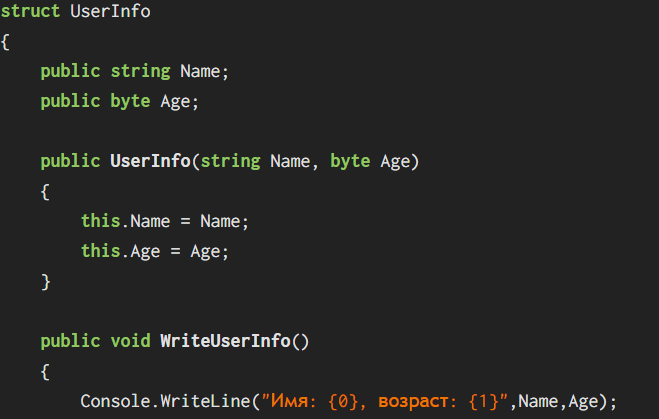 struct UserInfo
{
    public string Name;
    public byte Age;

    public UserInfo(string Name, byte Age)
    {
        this.Name = Name;
        this.Age = Age;
    }

    public void WriteUserInfo()
    {
        Console.WriteLine("Имя: {0}, возраст: {1}",Name,Age);